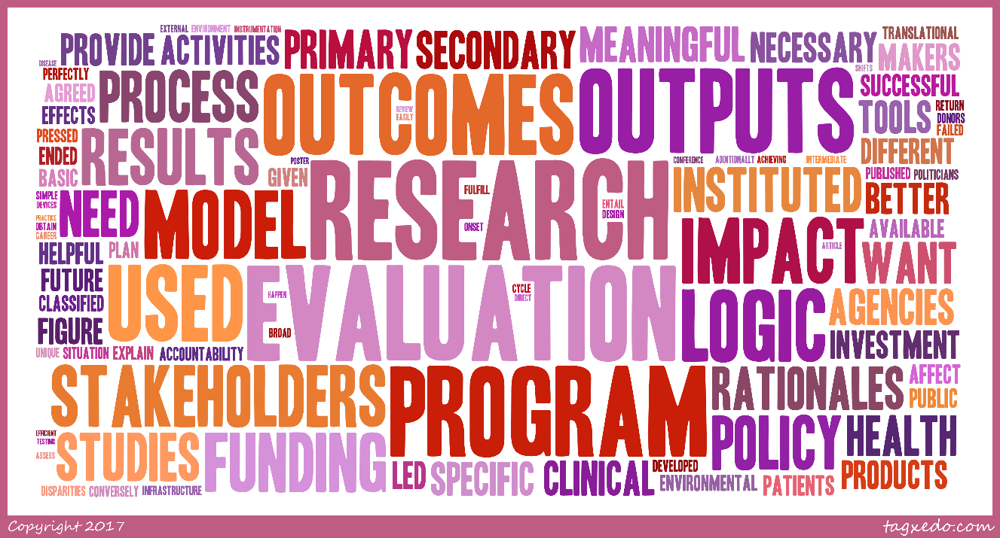 EXTERNAL ENVIRONMENT INSTRUMENTATION
PROVIDE ACTIVITIES PRIMARY SECONDARY MEANINGFUL NECESSARY TRANSLATIONAL
MAKERS
DISEASE
SHIFTS
PERFECTLY
AGREED PROCESS OUTCOMES OUTPUTS SUCCESSFUL
EFFECTS
REVIEW
EASILY
TOOLS RETURN
DONORS
FAILED
PRESSED
ENDED RESULTS DIFFERENT
BASIC
POSTER
GIVEN RESEARCH
CONFERENCE ADDITIONALLY ACHIEVING INTERMEDIATE
INSTITUTED PUBLISHED POLITICIANS
BETTER
SIMPLE
DEVICES
NEED MODEL
FULFILL
ONSET
ENTAIL
DESIGN
PRACTICE
OBTAIN
CAREER
IMPACT AVAILABLE
ARTICLE
WANT
HELPFUL PLAN
FUTURE USED EVALUATION LOGIC AGENCIES
HAPPEN
CYCLE
DIRECT
BROAD
CLASSIFIED
FIGURE INVESTMENT
UNIQUE SITUATION EXPLAIN ACCOUNTABILITY
STAKEHOLDERS PROGRAM RATIONALES AFFECT
PUBLIC
EFFICIENT
TESTING
ASSESS
STUDIES FUNDING POLICY HEALTH
LED SPECIFIC CLINICAL DEVELOPED
ENVIRONMENTAL PATIENTS PRODUCTS
DISPARITIES CONVERSELY INFRASTRUCTURE
Copyright 2017 tagxedo.com